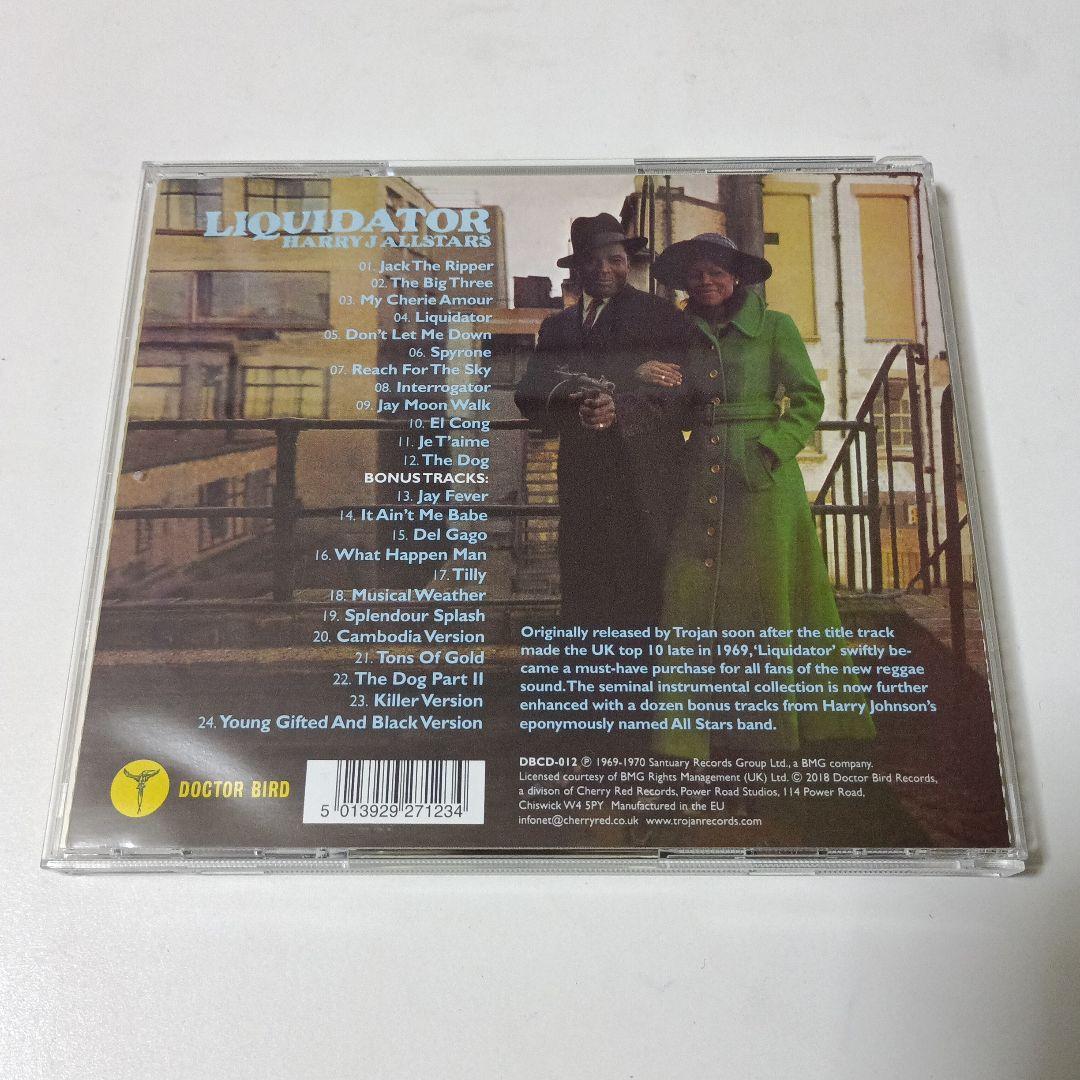 LIQUIDATOR
HARRY J ALLSTARS
01. Jack The Ripper
02. The Big Three
03. My Cherie Amour
04. Liquidator
05. Don't Let Me Down
06. Spyrone
07. Reach For The Sky
08. Interrogator
09. Jay Moon Walk
10. El Cong
11. Je T'aime
12. The Dog
BONUS TRACKS:
13. Jay Fever
14. It Ain't Me Babe
15. Del Gago
16. What Happen Man
17. Tilly
18. Musical Weather
19. Splendour Splash
20. Cambodia Version
21. Tons Of Gold
22. The Dog Part II
23. Killer Version
24. Young Gifted And Black Version
Originally released by Trojan soon after the title track
made the UK top 10 late in 1969, 'Liquidator' swiftly be-
came a must-have purchase for all fans of the new reggae
sound. The seminal instrumental collection is now further
enhanced with a dozen bonus tracks from Harry Johnson's
eponymously named All Stars band.
DBCD-012 ℗ 1969-1970 Santuary Records Group Ltd., a BMG company.
Licensed courtesy of BMG Rights Management (UK) Ltd. © 2018 Doctor Bird Records,
a divison of Cherry Red Records, Power Road Studios, 114 Power Road,
Chiswick W4 5PY Manufactured in the EU
infonet@cherryred.co.uk www.trojanrecords.com
DOCTOR BIRD
5 013929 271234